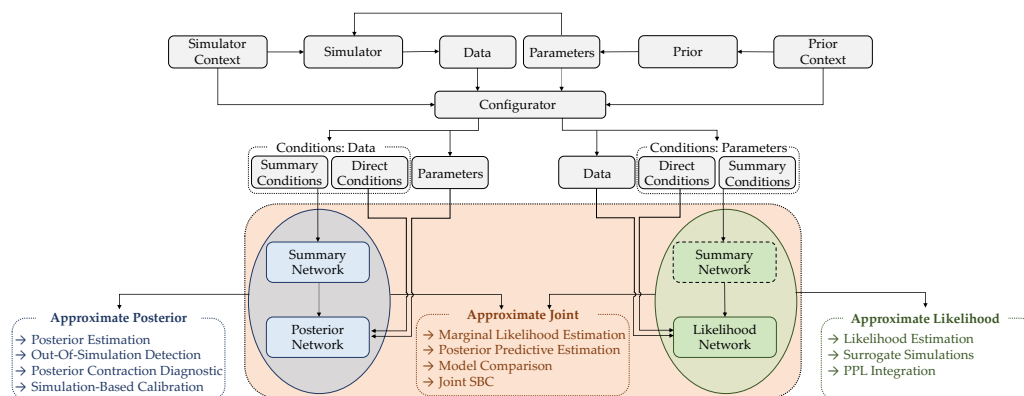 Simulator
Context
Simulator
Data
Parameters
Prior
Prior
Context
Configurator
Conditions: Data
Summary
Conditions
Direct
Conditions
Parameters
Data
Conditions: Parameters
Direct
Conditions
Summary
Conditions
Summary
Network
Posterior
Network
Summary
Network
Likelihood
Network
Approximate Posterior
→ Posterior Estimation
→ Out-Of-Simulation Detection
→ Posterior Contraction Diagnostic
→ Simulation-Based Calibration
Approximate Joint
→ Marginal Likelihood Estimation
→ Posterior Predictive Estimation
→ Model Comparison
→ Joint SBC
Approximate Likelihood
→ Likelihood Estimation
→ Surrogate Simulations
→ PPL Integration